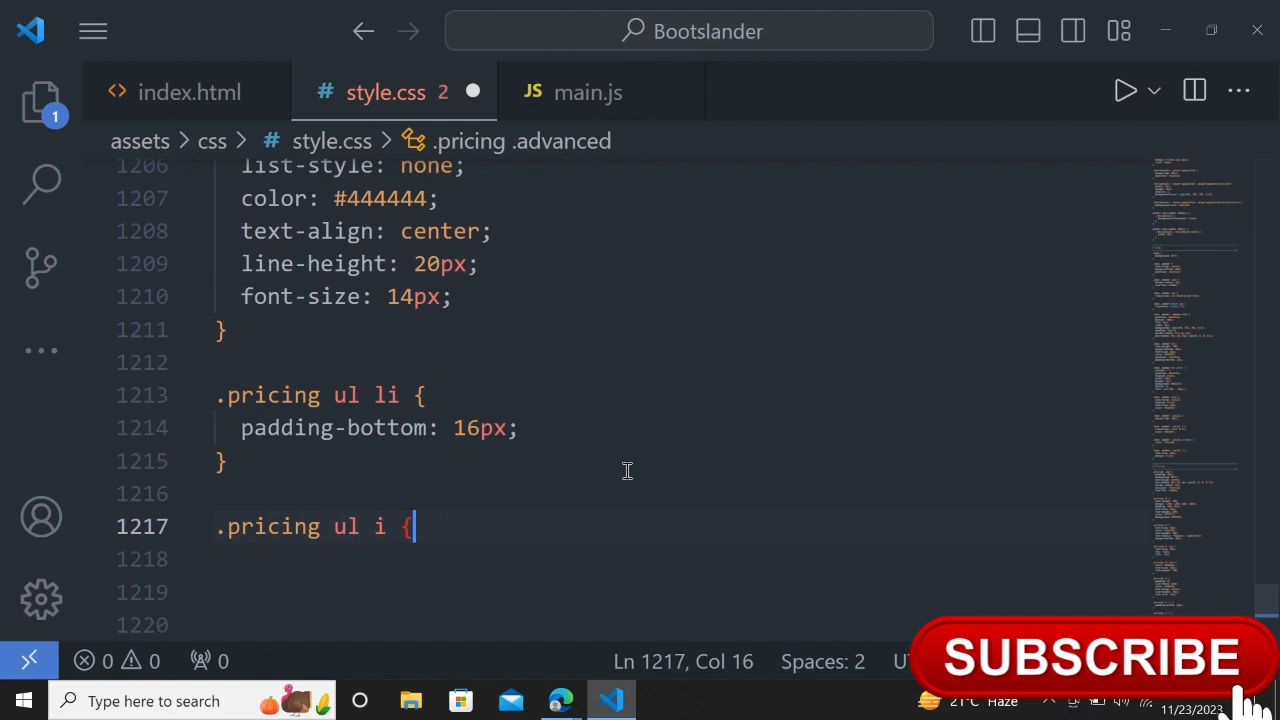 Bootslander
index.html
# style.css 2
JS main.js
assets > css > # style.css > .pricing .advanced
1206 list-style: none;
1207 color: #444444;
1208 text-align: center;
1209 line-height: 20px;
1210 font-size: 14px;
1211 }
1212
1213 .pricing ul li {
1214 padding-bottom: 16px;
1215 }
1216
1217 .pricing ul i {
1218
1219
1220
1
0 0 0 Ln 1217, Col 16 Spaces: 2
SUBSCRIBE
Type here to search
21°C Haze
11/23/2023